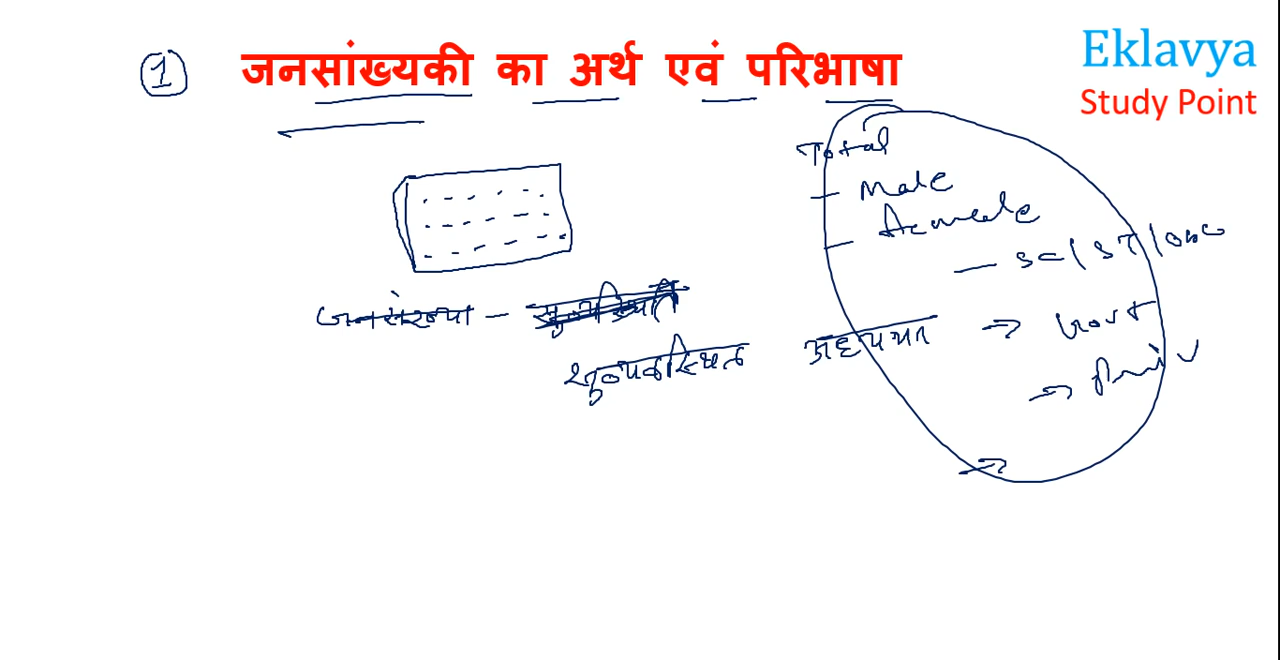 ① जनसांख्यकी का अर्थ एवं परिभाषा
Eklavya
Study Point
Total
- Male
- Female
- SC/ST/OBC
जनसंख्या -
अध्ययन → Govt
→ Priv
→